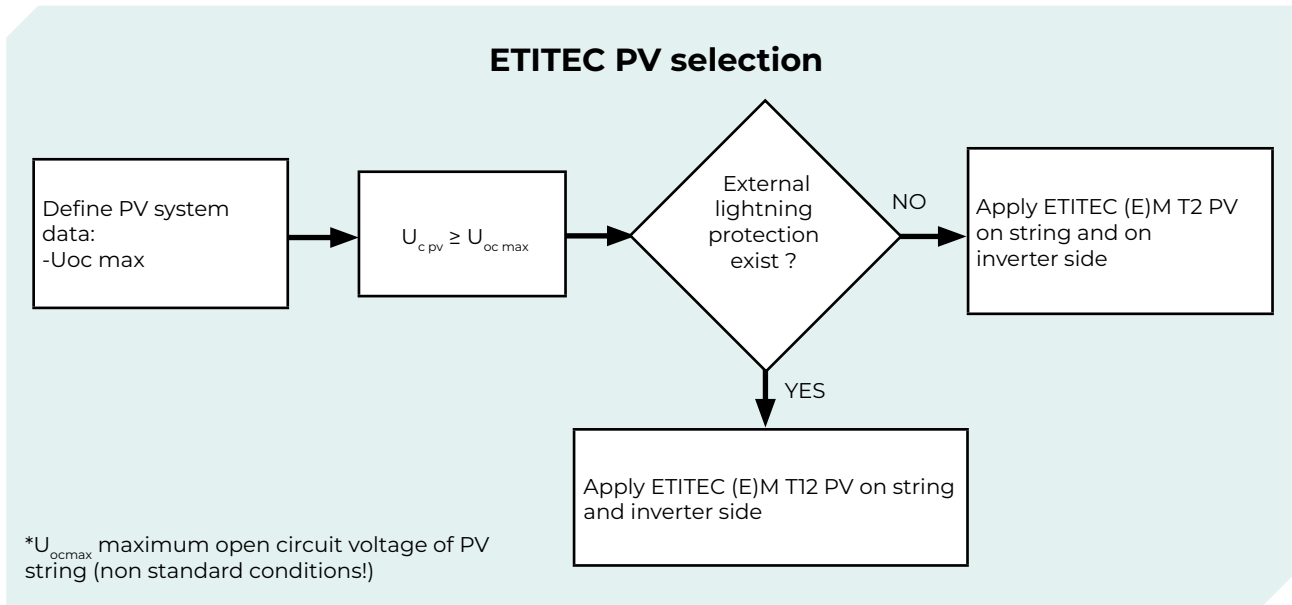 ETITEC PV selection
Define PV system
data:
-Uoc max
U c pv ≥ U oc max
External
lightning
protection
exist ?
NO
Apply ETITEC (E)M T2 PV
on string and on
inverter side
YES
Apply ETITEC (E)M T12 PV on string
and inverter side
*Uocmax maximum open circuit voltage of PV
string (non standard conditions!)